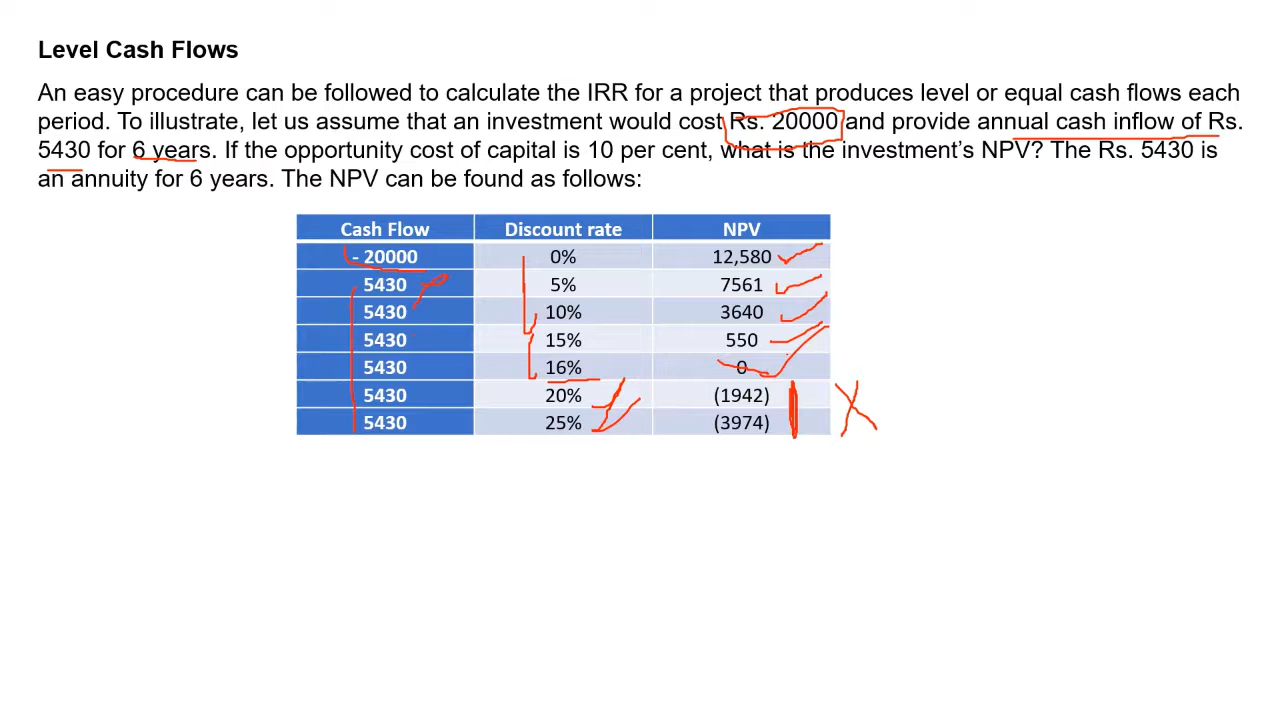 Level Cash Flows
An easy procedure can be followed to calculate the IRR for a project that produces level or equal cash flows each
period. To illustrate, let us assume that an investment would cost Rs. 20000 and provide annual cash inflow of Rs.
5430 for 6 years. If the opportunity cost of capital is 10 per cent, what is the investment's NPV? The Rs. 5430 is
an annuity for 6 years. The NPV can be found as follows:
Cash Flow Discount rate NPV
- 20000 0% 12,580
5430 5% 7561
5430 10% 3640
5430 15% 550
5430 16% 0
5430 20% (1942)
5430 25% (3974)